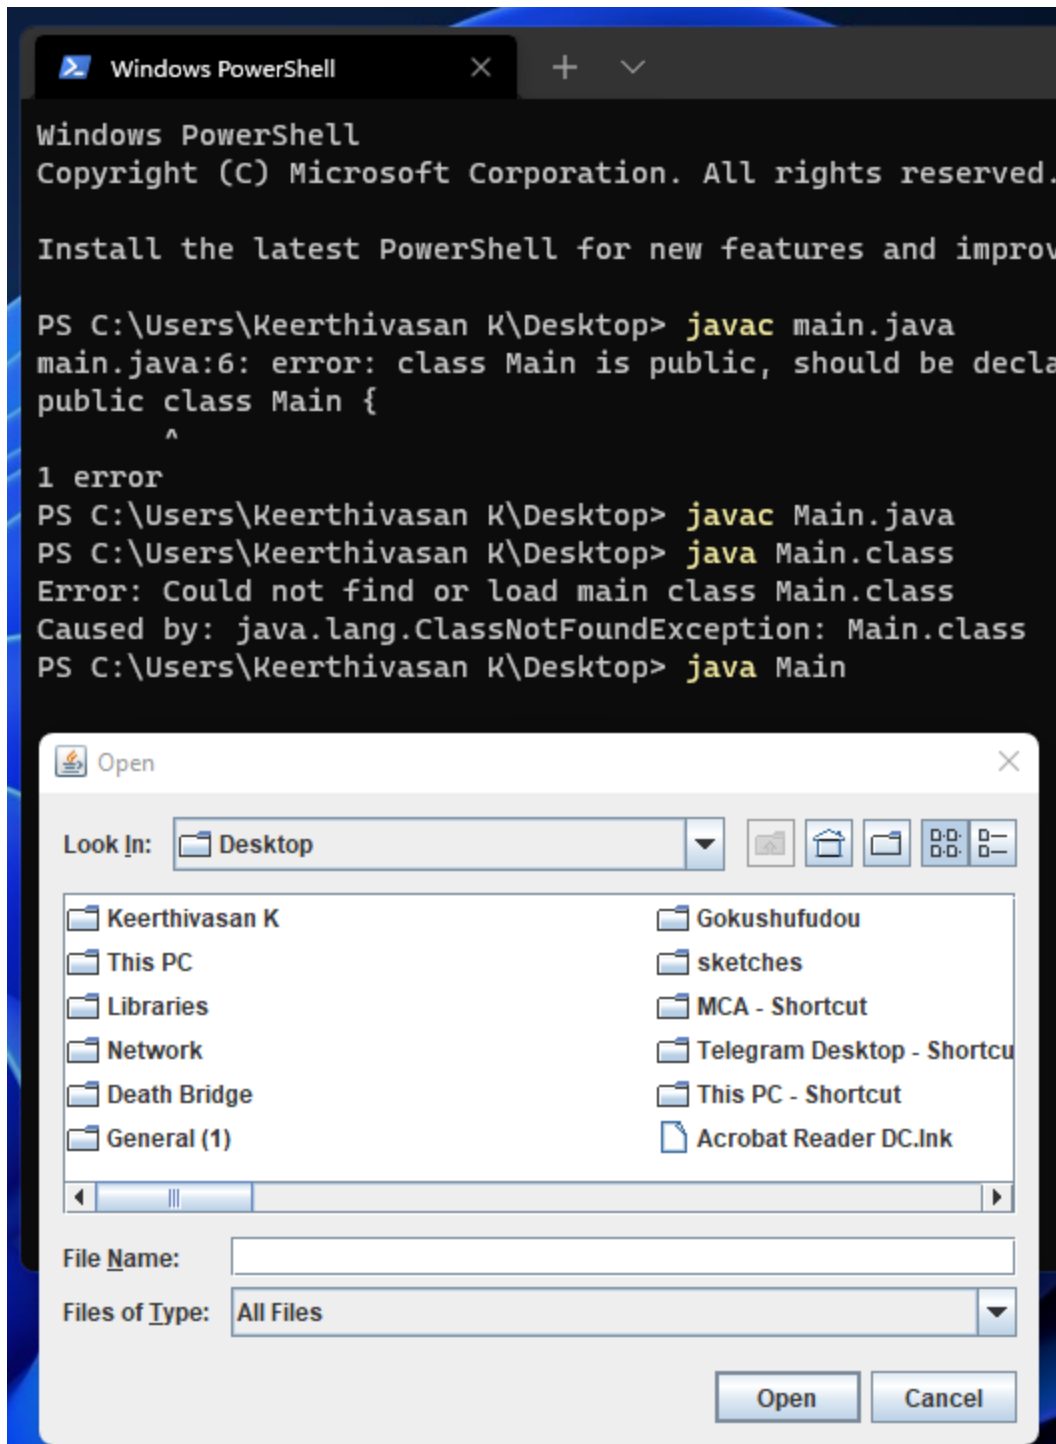 Windows PowerShell
Windows PowerShell
Copyright (C) Microsoft Corporation. All rights reserved.
Install the latest PowerShell for new features and improv
PS C:\Users\Keerthivasan K\Desktop> javac main.java
main.java:6: error: class Main is public, should be decla
public class Main {
^
1 error
PS C:\Users\Keerthivasan K\Desktop> javac Main.java
PS C:\Users\Keerthivasan K\Desktop> java Main.class
Error: Could not find or load main class Main.class
Caused by: java.lang.ClassNotFoundException: Main.class
PS C:\Users\Keerthivasan K\Desktop> java Main
Open
Look In: Desktop
Keerthivasan K
This PC
Libraries
Network
Death Bridge
General (1)
Gokushufudou
sketches
MCA - Shortcut
Telegram Desktop - Shortcu
This PC - Shortcut
Acrobat Reader DC.lnk
File Name:
Files of Type: All Files
Open Cancel